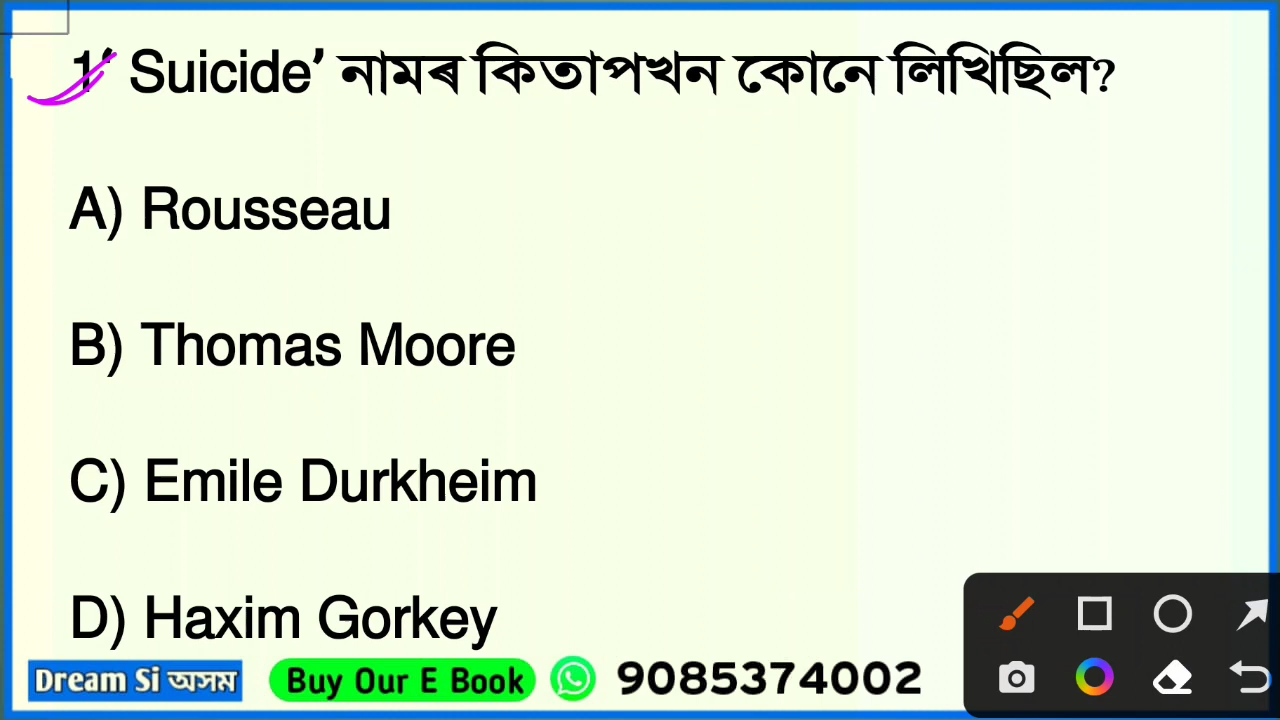 1‘ Suicide’ নামৰ কিতাপখন কোনে লিখিছিল?
A) Rousseau
B) Thomas Moore
C) Emile Durkheim
D) Haxim Gorkey
Dream Si অসম Buy Our E Book 9085374002